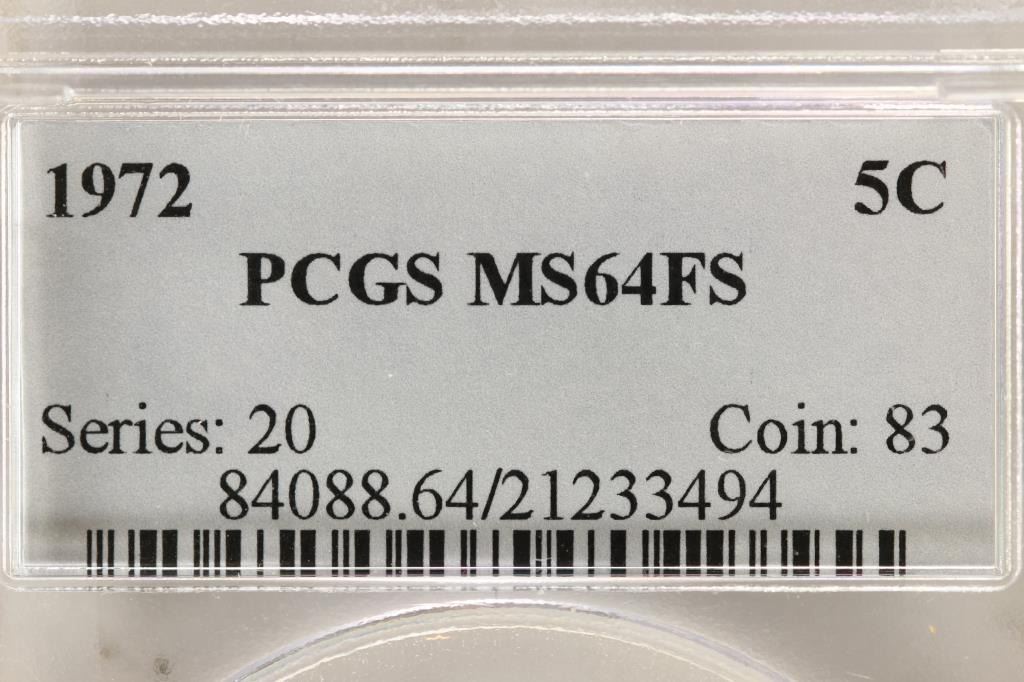 1972 5C
PCGS MS64FS
Series: 20 Coin: 83
84088.64/21233494